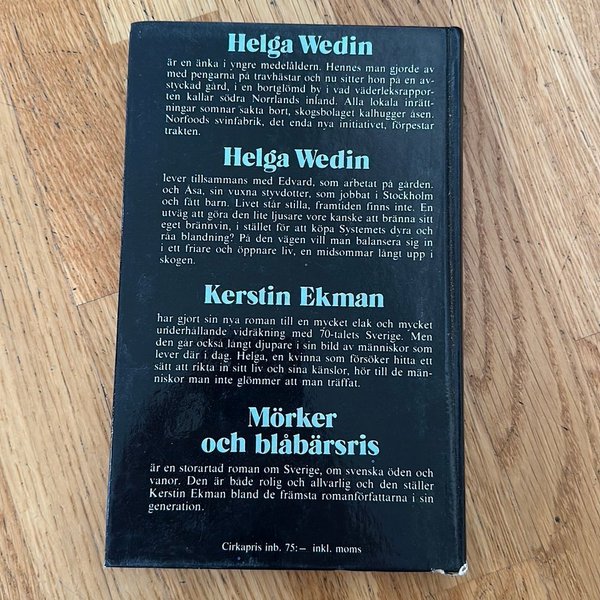 Helga Wedin
är en änka i yngre medelåldern. Hennes man gjorde av
med pengarna på travhästar och nu sitter hon på en av-
styckad gård, i en bortglömd by i vad väderleksrappor-
ten kallar södra Norrlands inland. Alla lokala inrätt-
ningar somnar sakta bort, skogsbolaget kalhugger åsen.
Norfoods svinfabrik, det enda nya initiativet, förpestar
trakten.
Helga Wedin
lever tillsammans med Edvard, som arbetat på gården.
och Åsa, sin vuxna styvdotter, som jobbat i Stockholm
och fått barn. Livet står stilla, framtiden finns inte. En
utväg att göra den lite ljusare vore kanske att bränna sitt
eget brännvin, i stället för att köpa Systemets dyra och
råa blandning? På den vägen vill man balansera sig in
i ett friare och öppnare liv, en midsommar långt upp i
skogen.
Kerstin Ekman
har gjort sin nya roman till en mycket elak och mycket
underhållande vidräkning med 70-talets Sverige. Men
den går också långt djupare i sin bild av människor som
lever där i dag. Helga, en kvinna som försöker hitta ett
sätt att rikta in sitt liv och sina känslor, hör till de män-
niskor man inte glömmer att man träffat.
Mörker
och blåbärsris
är en storartad roman om Sverige, om svenska öden och
vanor. Den är både rolig och allvarlig och den ställer
Kerstin Ekman bland de främsta romanförfattarna i sin
generation.
Cirkapris inb. 75:— inkl. moms